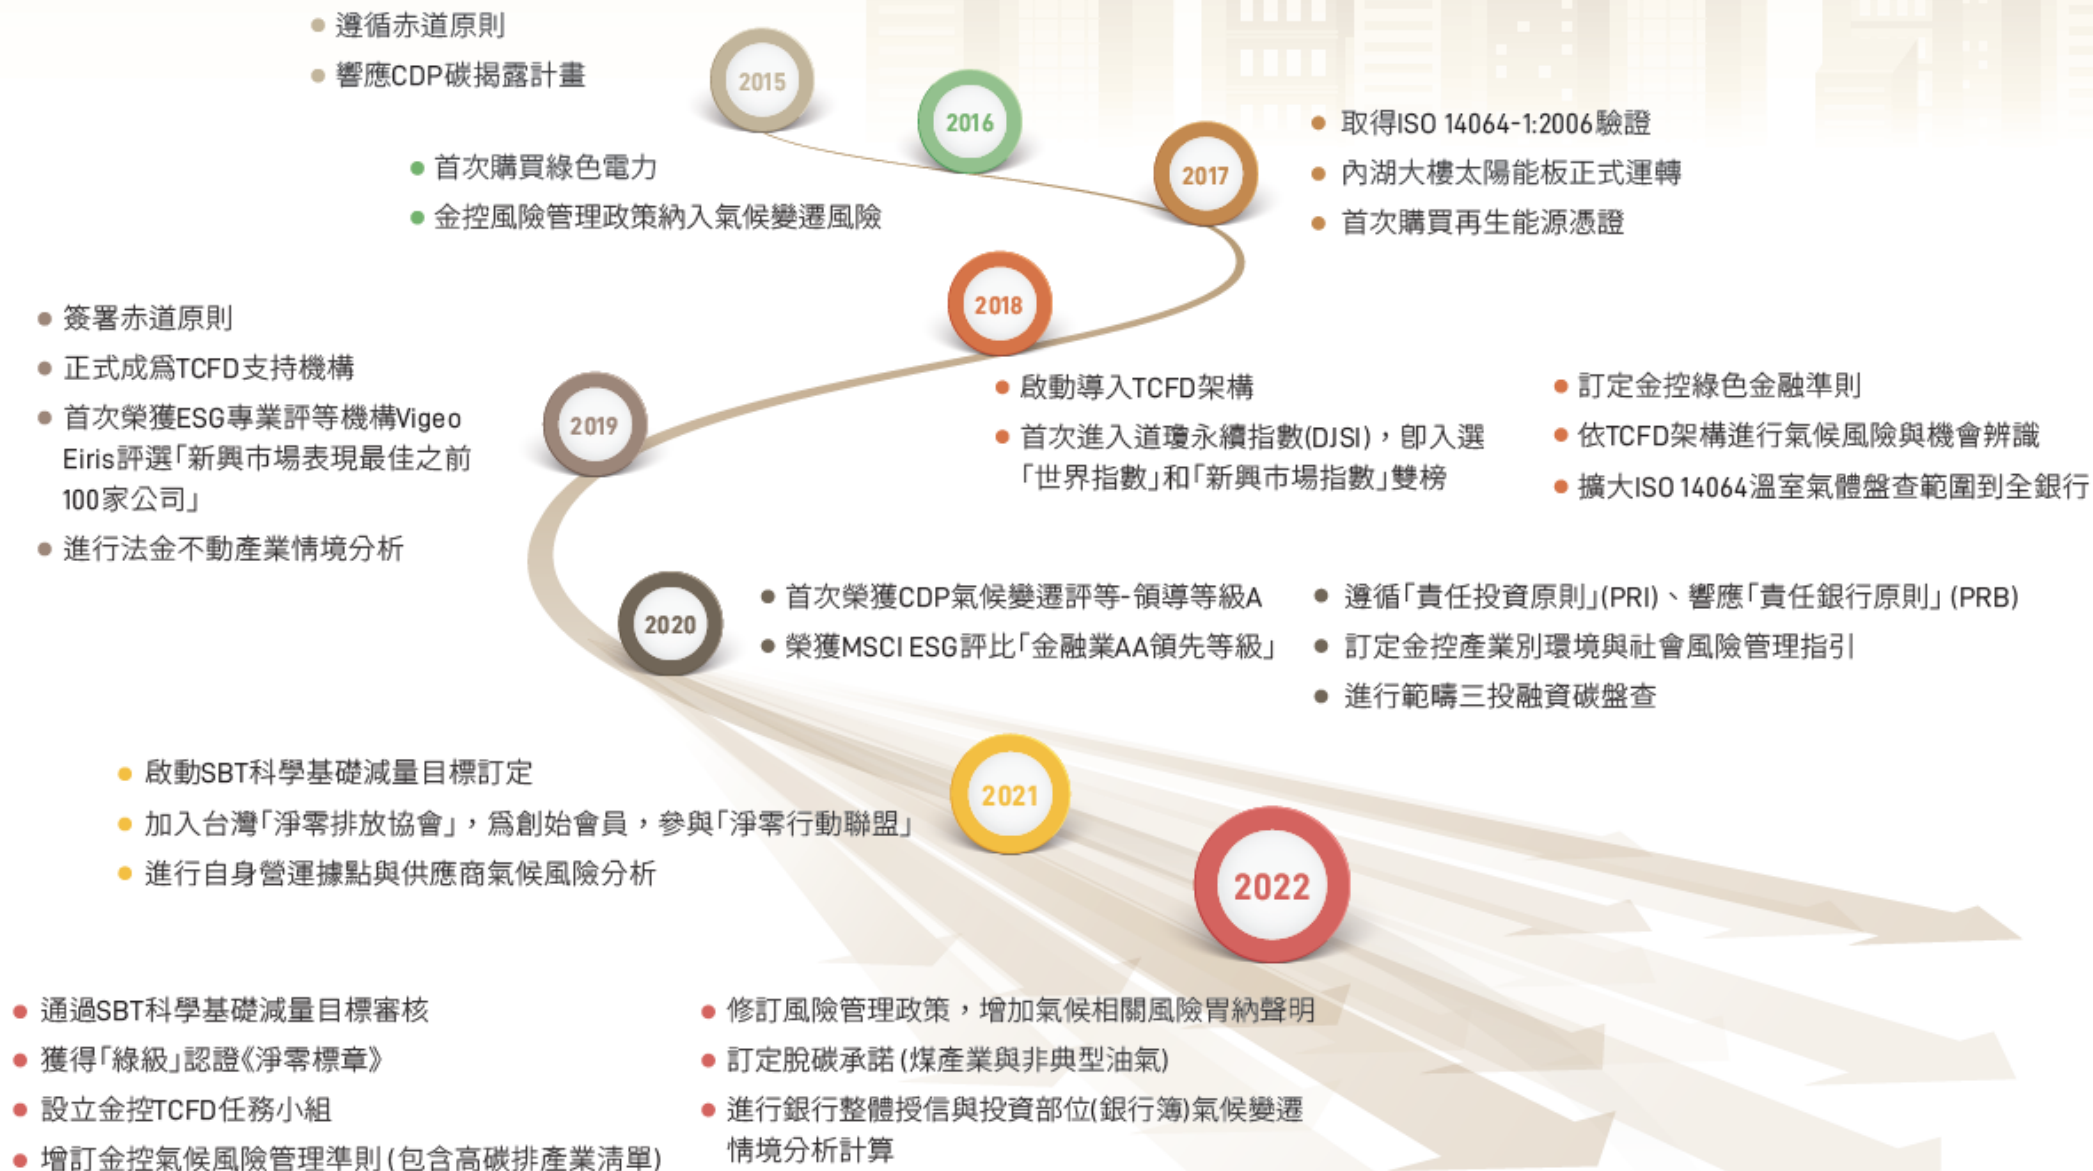 遵循赤道原則
響應CDP碳揭露計畫
2015
2016
首次購買綠色電力
金控風險管理政策納入氣候變遷風險
2017
取得ISO 14064-1:2006驗證
內湖大樓太陽能板正式運轉
首次購買再生能源憑證
2018
啟動導入TCFD架構
首次進入道瓊永續指數(DJSI)，即入選
「世界指數」和「新興市場指數」雙榜
訂定金控綠色金融準則
依TCFD架構進行氣候風險與機會辨識
擴大ISO 14064溫室氣體盤查範圍到全銀行
2019
簽署赤道原則
正式成為TCFD支持機構
首次榮獲ESG專業評等機構Vigeo
Eiris評選「新興市場表現最佳之前
100家公司」
進行法金不動產業情境分析
2020
首次榮獲CDP氣候變遷評等-領導等級A
榮獲MSCI ESG評比「金融業AA領先等級」
遵循「責任投資原則」(PRI)、響應「責任銀行原則」(PRB)
訂定金控產業別環境與社會風險管理指引
進行範疇三投融資碳盤查
2021
啟動SBT科學基礎減量目標訂定
加入台灣「淨零排放協會」，為創始會員，參與「淨零行動聯盟」
進行自身營運據點與供應商氣候風險分析
2022
通過SBT科學基礎減量目標審核
獲得「綠級」認證《淨零標章》
設立金控TCFD任務小組
增訂金控氣候風險管理準則(包含高碳排產業清單)
修訂風險管理政策，增加氣候相關風險胃納聲明
訂定脫碳承諾(煤產業與非典型油氣)
進行銀行整體授信與投資部位(銀行簿)氣候變遷
情境分析計算